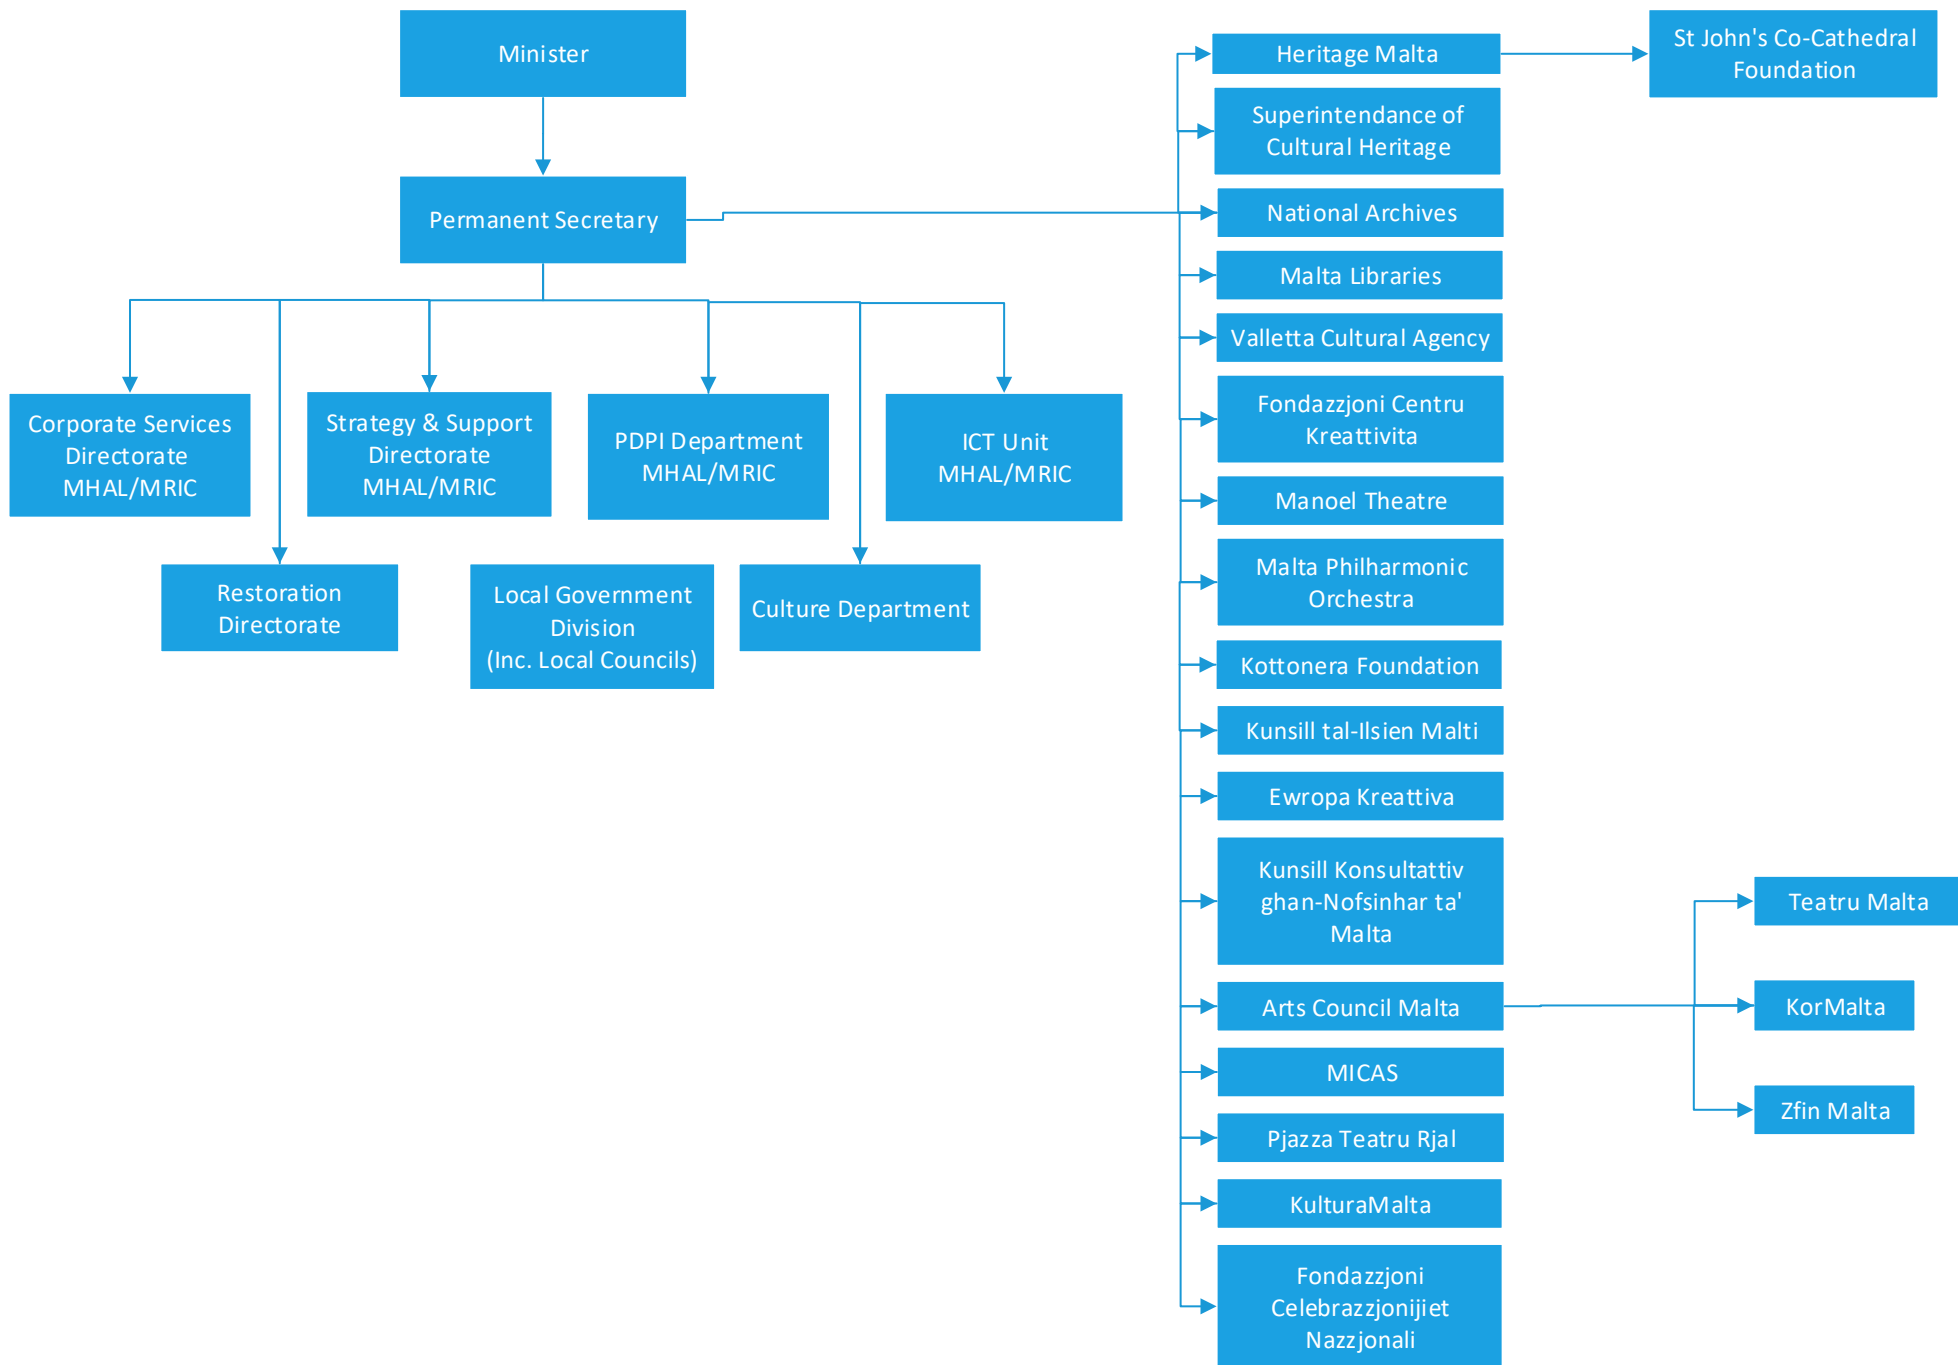 Minister
Permanent Secretary
Corporate Services
Directorate
MHAL/MRIC
Strategy & Support
Directorate
MHAL/MRIC
PDPI Department
MHAL/MRIC
ICT Unit
MHAL/MRIC
Restoration
Directorate
Local Government
Division
(Inc. Local Councils)
Culture Department
Heritage Malta
St John's Co-Cathedral
Foundation
Superintendance of
Cultural Heritage
National Archives
Malta Libraries
Valletta Cultural Agency
Fondazzjoni Centru
Kreattivita
Manoel Theatre
Malta Philharmonic
Orchestra
Kottonera Foundation
Kunsill tal-Ilsien Malti
Ewropa Kreattiva
Kunsill Konsultattiv
ghan-Nofsinhar ta'
Malta
Arts Council Malta
Teatru Malta
KorMalta
Zfin Malta
MICAS
Pjazza Teatru Rjal
KulturaMalta
Fondazzjoni
Celebrazzjonijiet
Nazzjonali